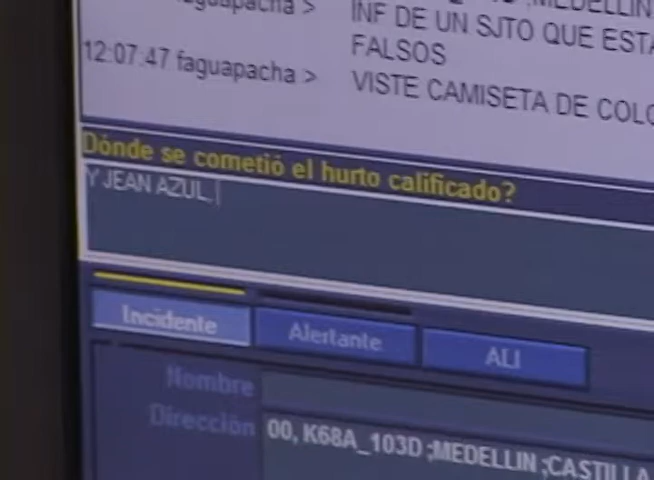 faguapacha > INF DE UN SJTO QUE ESTA
FALSOS
12:07:47 faguapacha > VISTE CAMISETA DE COLO
Dónde se cometió el hurto calificado?
Y JEAN AZUL.
Incidente Alertante ALI
Nombre
Dirección 00, K68A_103D ;MEDELLIN ;CASTILLA